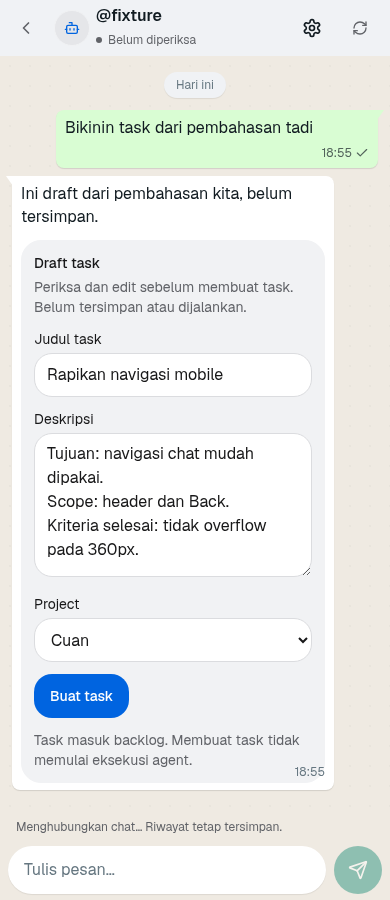 @fixture
Belum diperiksa
Hari ini
Bikinin task dari pembahasan tadi
18:55
Ini draft dari pembahasan kita, belum
tersimpan.
Draft task
Periksa dan edit sebelum membuat task.
Belum tersimpan atau dijalankan.
Judul task
Rapikan navigasi mobile
Deskripsi
Tujuan: navigasi chat mudah
dipakai.
Scope: header dan Back.
Kriteria selesai: tidak overflow
pada 360px.
Project
Cuan
Buat task
Task masuk backlog. Membuat task tidak
memulai eksekusi agent.
18:55
Menghubungkan chat… Riwayat tetap tersimpan.
Tulis pesan…